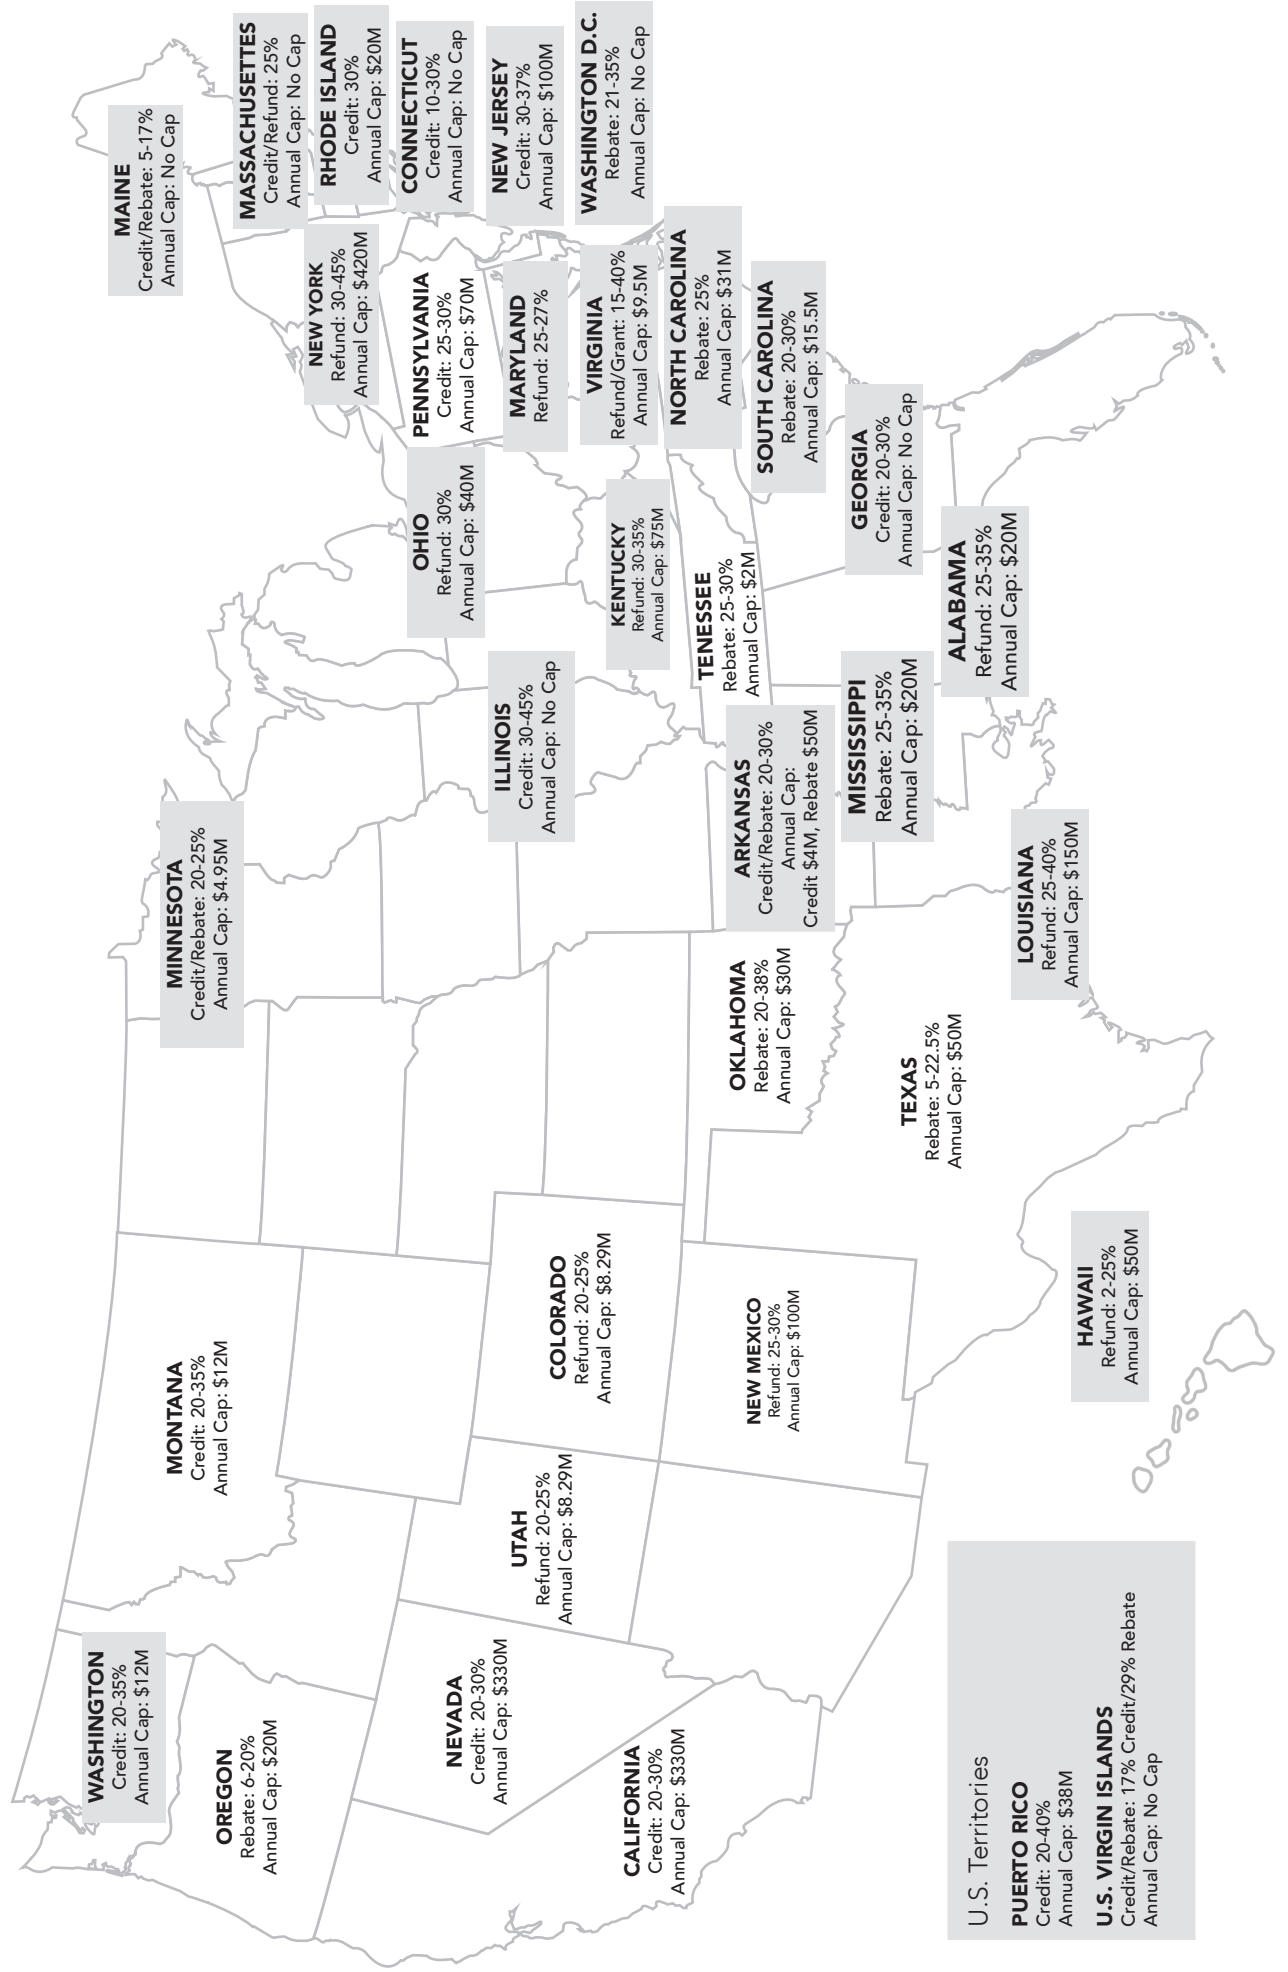 WASHINGTON
Credit: 20-35%
Annual Cap: $12M
OREGON
Rebate: 6-20%
Annual Cap: $20M
NEVADA
Credit: 20-30%
Annual Cap: $330M
CALIFORNIA
Credit: 20-30%
Annual Cap: $330M
MONTANA
Credit: 20-35%
Annual Cap: $12M
UTAH
Refund: 20-25%
Annual Cap: $8.29M
COLORADO
Refund: 20-25%
Annual Cap: $8.29M
NEW MEXICO
Refund: 25-30%
Annual Cap: $100M
OKLAHOMA
Rebate: 20-38%
Annual Cap: $30M
TEXAS
Rebate: 5-22.5%
Annual Cap: $50M
HAWAII
Refund: 2-25%
Annual Cap: $50M
MINNESOTA
Credit/Rebate: 20-25%
Annual Cap: $4.95M
ILLINOIS
Credit: 30-45%
Annual Cap: No Cap
ARKANSAS
Credit/Rebate: 20-30%
Annual Cap:
Credit $4M, Rebate $50M
MISSISSIPPI
Rebate: 25-35%
Annual Cap: $20M
LOUISIANA
Refund: 25-40%
Annual Cap: $150M
OHIO
Refund: 30%
Annual Cap: $40M
KENTUCKY
Refund: 30-35%
Annual Cap: $75M
TENESSEE
Rebate: 25-30%
Annual Cap: $2M
ALABAMA
Refund: 25-35%
Annual Cap: $20M
GEORGIA
Credit: 20-30%
Annual Cap: No Cap
MAINE
Credit/Rebate: 5-17%
Annual Cap: No Cap
NEW YORK
Refund: 30-45%
Annual Cap: $420M
PENNSYLVANIA
Credit: 25-30%
Annual Cap: $70M
MARYLAND
Refund: 25-27%
VIRGINIA
Refund/Grant: 15-40%
Annual Cap: $9.5M
NORTH CAROLINA
Rebate: 25%
Annual Cap: $31M
SOUTH CAROLINA
Rebate: 20-30%
Annual Cap: $15.5M
MASSACHUSETTES
Credit/Refund: 25%
Annual Cap: No Cap
RHODE ISLAND
Credit: 30%
Annual Cap: $20M
CONNECTICUT
Credit: 10-30%
Annual Cap: No Cap
NEW JERSEY
Credit: 30-37%
Annual Cap: $100M
WASHINGTON D.C.
Rebate: 21-35%
Annual Cap: No Cap
U.S. Territories
PUERTO RICO
Credit: 20-40%
Annual Cap: $38M
U.S. VIRGIN ISLANDS
Credit/Rebate: 17% Credit/29% Rebate
Annual Cap: No Cap